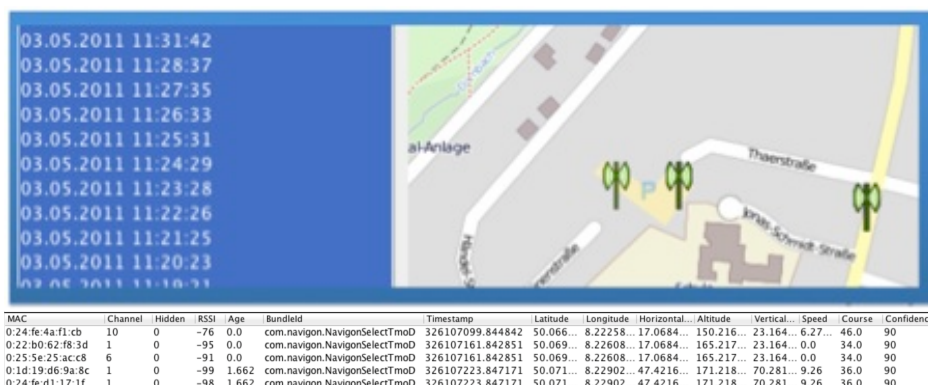 03.05.2011 11:31:42
03.05.2011 11:28:37
03.05.2011 11:27:35
03.05.2011 11:26:33
03.05.2011 11:25:31
03.05.2011 11:24:29
03.05.2011 11:23:28
03.05.2011 11:22:26
03.05.2011 11:21:25
03.05.2011 11:20:23
03.05.2011 11:19:21
al-Anlage
P
Thaerstraße
Jonas-Schmidt-Straße
Händel-S
MAC Channel Hidden RSSI Age BundleId Timestamp Latitude Longitude Horizontal... Altitude Vertical... Speed Course Confidenc
0:24:fe:4a:f1:cb 10 0 -76 0.0 com.navigon.NavigonSelectTmoD 326107099.844842 50.066... 8.22258... 17.0684... 150.216... 23.164... 6.27... 46.0 90
0:22:b0:62:f8:3d 1 0 -95 0.0 com.navigon.NavigonSelectTmoD 326107161.842851 50.069... 8.22608... 17.0684... 165.217... 23.164... 0.0 34.0 90
0:25:5e:25:ac:c8 6 0 -91 0.0 com.navigon.NavigonSelectTmoD 326107161.842851 50.069... 8.22608... 17.0684... 165.217... 23.164... 0.0 34.0 90
0:1d:19:d6:9a:8c 1 0 -99 1.662 com.navigon.NavigonSelectTmoD 326107223.847171 50.071... 8.22902... 47.4216... 171.218... 70.281... 9.26 36.0 90
0:24:fe:d1:17:1f 1 0 -98 1.662 com.navigon.NavigonSelectTmoD 326107223.847171 50.071 8.22902 47.4216 171.218 70.281 9.26 36.0 90